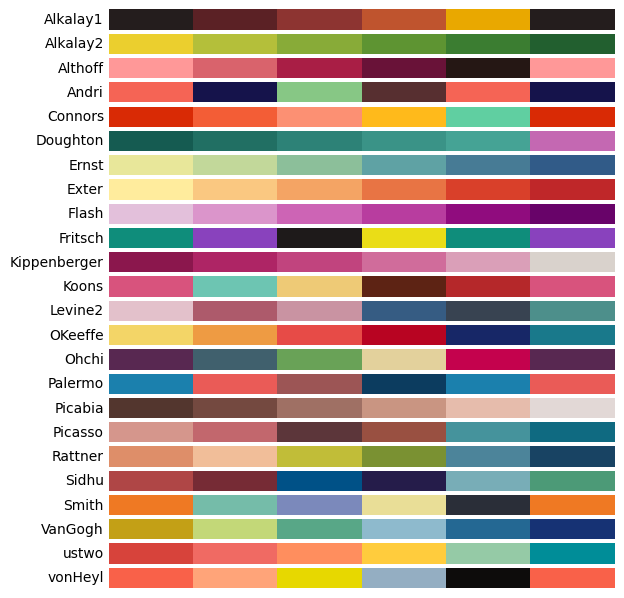 Alkalay1
Alkalay2
Althoff
Andri
Connors
Doughton
Ernst
Exter
Flash
Fritsch
Kippenberger
Koons
Levine2
OKeeffe
Ohchi
Palermo
Picabia
Picasso
Rattner
Sidhu
Smith
VanGogh
ustwo
vonHeyl